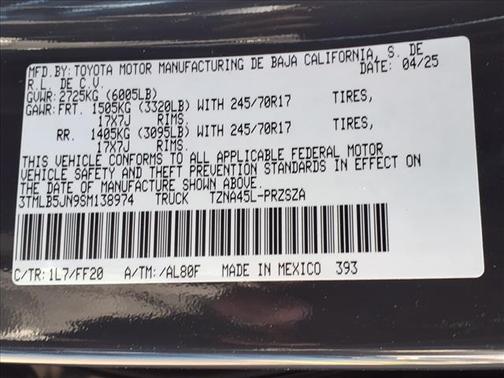 MFD.BY: TOYOTA MOTOR MANUFACTURING DE BAJA CALIFORNIA, S. DE
R.L. DE C.V. DATE: 04/25
GVWR: 2725KG (6005LB)
GAWR: FRT. 1505KG (3320LB) WITH 245/70R17 TIRES,
17X7J RIMS.
RR. 1405KG (3095LB) WITH 245/70R17 TIRES,
17X7J RIMS.
THIS VEHICLE CONFORMS TO ALL APPLICABLE FEDERAL MOTOR
VEHICLE SAFETY AND THEFT PREVENTION STANDARDS IN EFFECT ON
THE DATE OF MANUFACTURE SHOWN ABOVE.
3TMLB5JN9SM138974 TRUCK TZNA45L-PRZSZA
C/TR: 1L7/FF20 A/TM: /AL80F MADE IN MEXICO 393